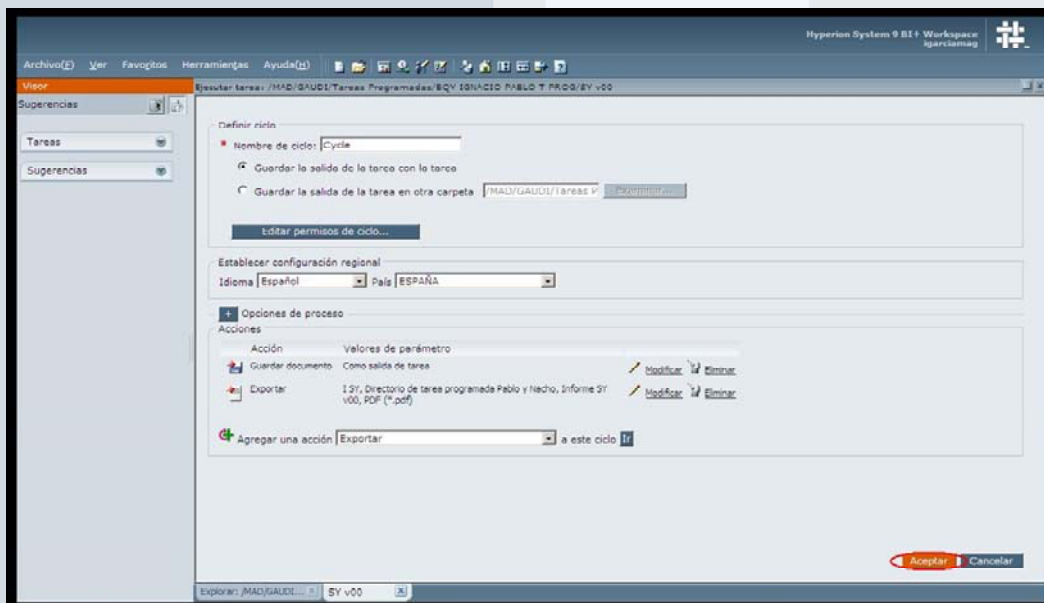 Hyperion System 9 BI+ Workspace
igarciamag
Archivo(F) Ver Favoritos Herramientas Ayuda(H)
Visor
Ejecutar tarea: /MAD/GAUDI/Tareas Programadas/BQY IGNACIO PABLO T PROG/SY v00
Sugerencias
Tareas
Sugerencias
Definir ciclo
* Nombre de ciclo: Cycle
Guardar la salida de la tarea con la tarea
Guardar la salida de la tarea en otra carpeta /MAD/GAUDI/Tareas P Examinar...
Editar permisos de ciclo...
Establecer configuración regional
Idioma Español País ESPAÑA
+ Opciones de proceso
Acciones
Acción Valores de parámetro
Guardar documento Como salida de tarea Modificar Eliminar
Exportar I SY, Directorio de tarea programada Pablo y Nacho, Informe SY v00, PDF (*.pdf) Modificar Eliminar
Agregar una acción Exportar a este ciclo Ir
Aceptar Cancelar
Explorar: /MAD/GAUDI... SY v00